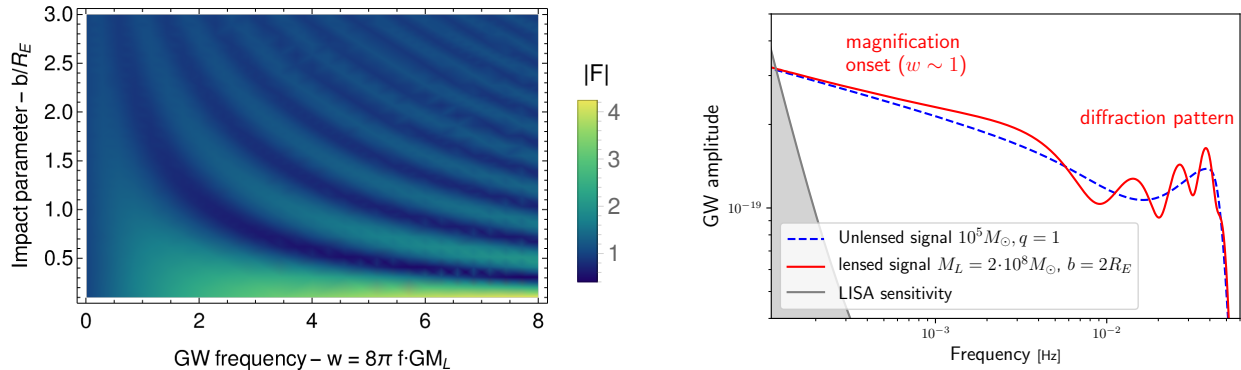 Impact parameter – b/R_E
3.0
2.5
2.0
1.5
1.0
0.5
0 2 4 6 8
GW frequency – w = 8π f·GM_L
|F|
4
3
2
1
GW amplitude
10^{-19}
magnification
onset (w ∼ 1)
diffraction pattern
Unlensed signal 10^5 M_⊙, q = 1
lensed signal M_L = 2·10^8 M_⊙, b = 2R_E
LISA sensitivity
10^{-3} 10^{-2}
Frequency [Hz]